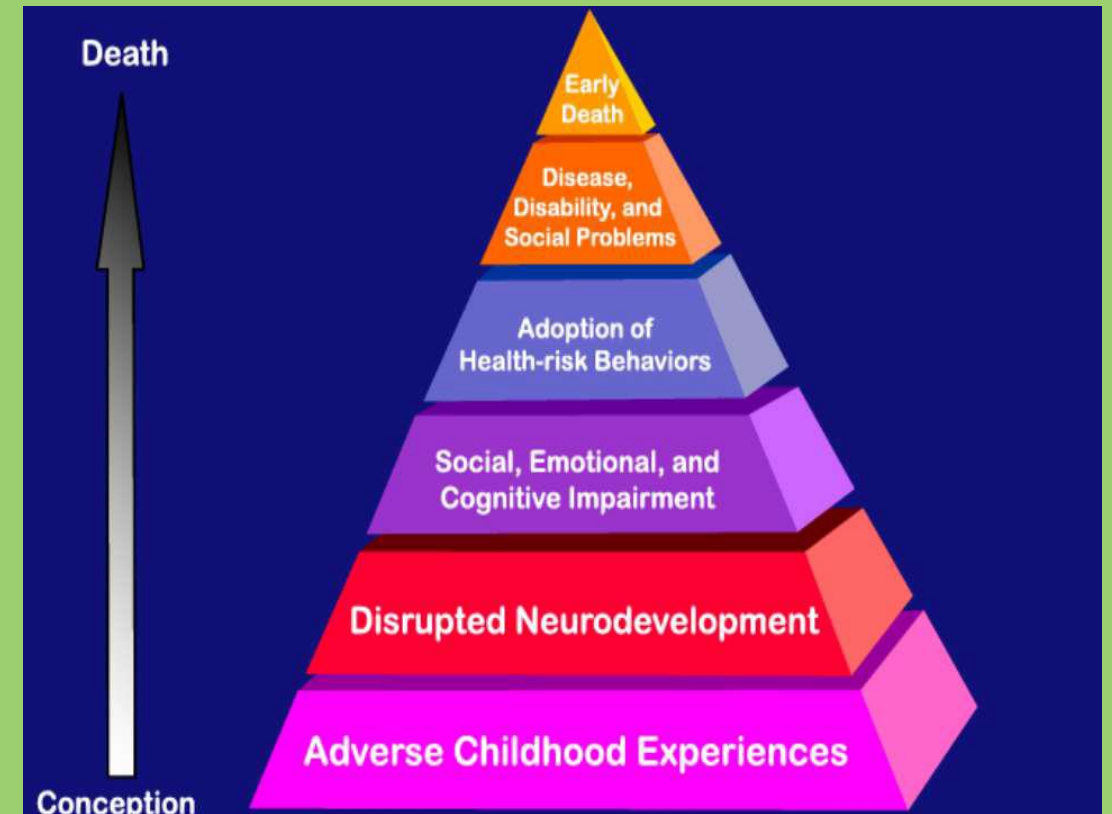 Death
Early
Death
Disease,
Disability, and
Social Problems
Adoption of
Health-risk Behaviors
Social, Emotional, and
Cognitive Impairment
Disrupted Neurodevelopment
Adverse Childhood Experiences
Conception